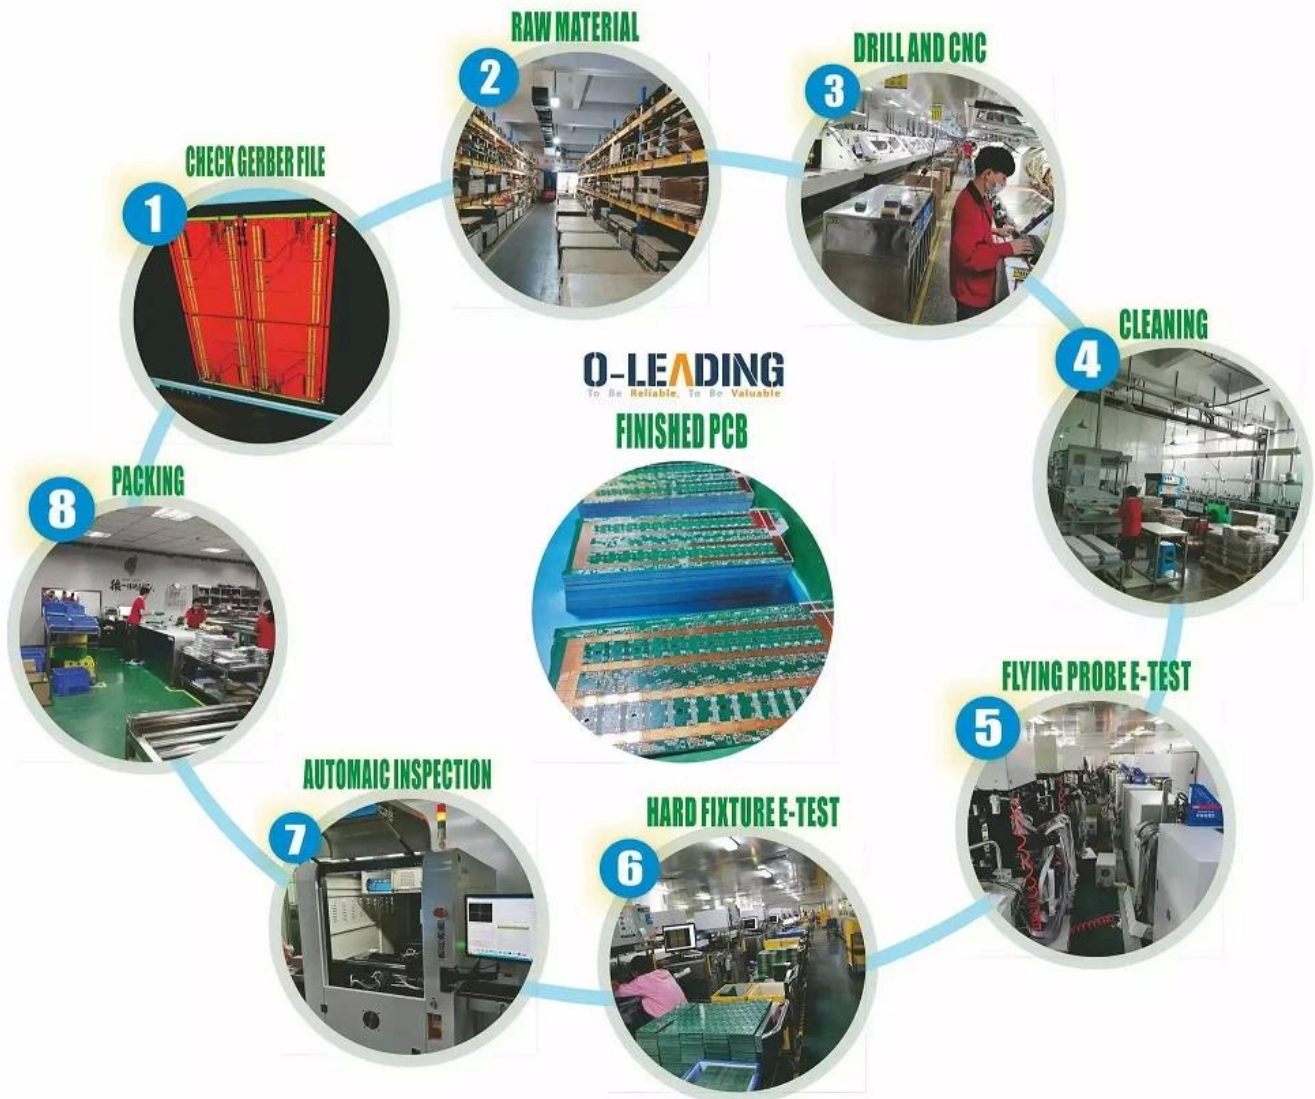 RAW MATERIAL
2
DRILL AND CNC
3
CHECK GERBER FILE
1
CLEANING
4
O-LEADING
To Be Reliable, To Be Valuable
FINISHED PCB
PACKING
8
FLYING PROBE E-TEST
5
AUTOMAIC INSPECTION
7
HARD FIXTURE E-TEST
6